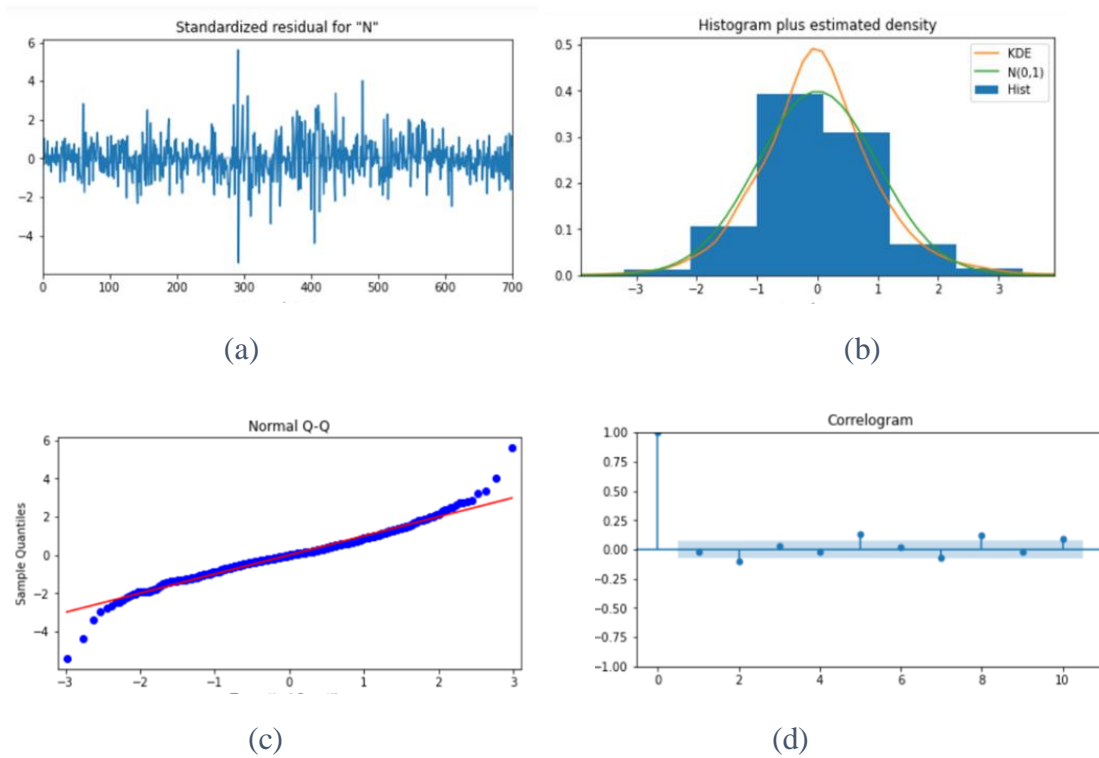 Standardized residual for "N"
6
4
2
0
−2
−4
0 100 200 300 400 500 600 700
(a)
Histogram plus estimated density
KDE
N(0,1)
Hist
0.5
0.4
0.3
0.2
0.1
0.0
−3 −2 −1 0 1 2 3
(b)
Normal Q-Q
Sample Quantiles
6
4
2
0
−2
−4
−3 −2 −1 0 1 2 3
(c)
Correlogram
1.00
0.75
0.50
0.25
0.00
−0.25
−0.50
−0.75
−1.00
0 2 4 6 8 10
(d)